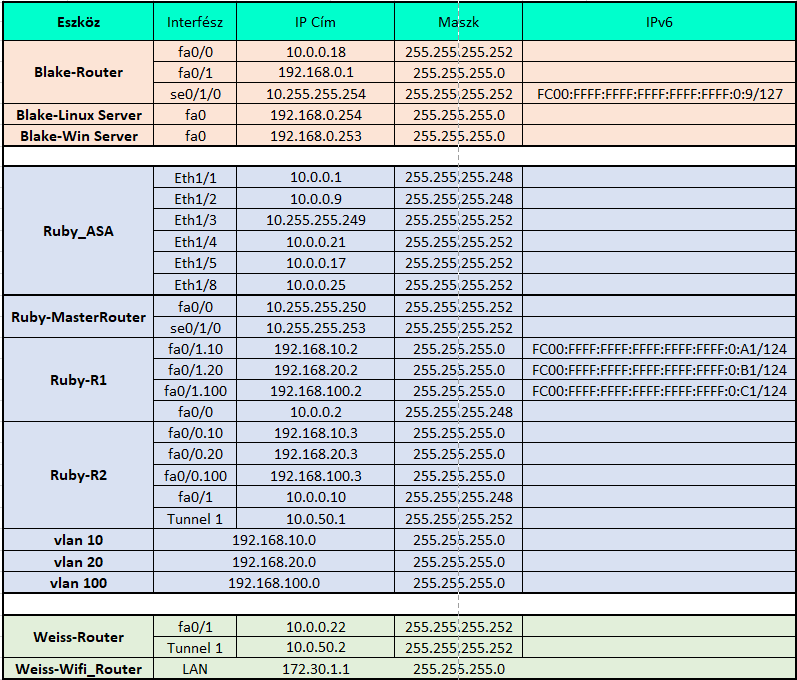 Eszköz Interfész IP Cím Maszk IPv6
Blake-Router fa0/0 10.0.0.18 255.255.255.252
fa0/1 192.168.0.1 255.255.255.0
se0/1/0 10.255.255.254 255.255.255.252 FC00:FFFF:FFFF:FFFF:FFFF:FFFF:0:9/127
Blake-Linux Server fa0 192.168.0.254 255.255.255.0
Blake-Win Server fa0 192.168.0.253 255.255.255.0
Ruby_ASA Eth1/1 10.0.0.1 255.255.255.248
Eth1/2 10.0.0.9 255.255.255.248
Eth1/3 10.255.255.249 255.255.255.252
Eth1/4 10.0.0.21 255.255.255.252
Eth1/5 10.0.0.17 255.255.255.252
Eth1/8 10.0.0.25 255.255.255.252
Ruby-MasterRouter fa0/0 10.255.255.250 255.255.255.252
se0/1/0 10.255.255.253 255.255.255.252
Ruby-R1 fa0/1.10 192.168.10.2 255.255.255.0 FC00:FFFF:FFFF:FFFF:FFFF:FFFF:0:A1/124
fa0/1.20 192.168.20.2 255.255.255.0 FC00:FFFF:FFFF:FFFF:FFFF:FFFF:0:B1/124
fa0/1.100 192.168.100.2 255.255.255.0 FC00:FFFF:FFFF:FFFF:FFFF:FFFF:0:C1/124
fa0/0 10.0.0.2 255.255.255.248
Ruby-R2 fa0/0.10 192.168.10.3 255.255.255.0
fa0/0.20 192.168.20.3 255.255.255.0
fa0/0.100 192.168.100.3 255.255.255.0
fa0/1 10.0.0.10 255.255.255.248
Tunnel 1 10.0.50.1 255.255.255.252
vlan 10 192.168.10.0 255.255.255.0
vlan 20 192.168.20.0 255.255.255.0
vlan 100 192.168.100.0 255.255.255.0
Weiss-Router fa0/1 10.0.0.22 255.255.255.252
Tunnel 1 10.0.50.2 255.255.255.252
Weiss-Wifi_Router LAN 172.30.1.1 255.255.255.0